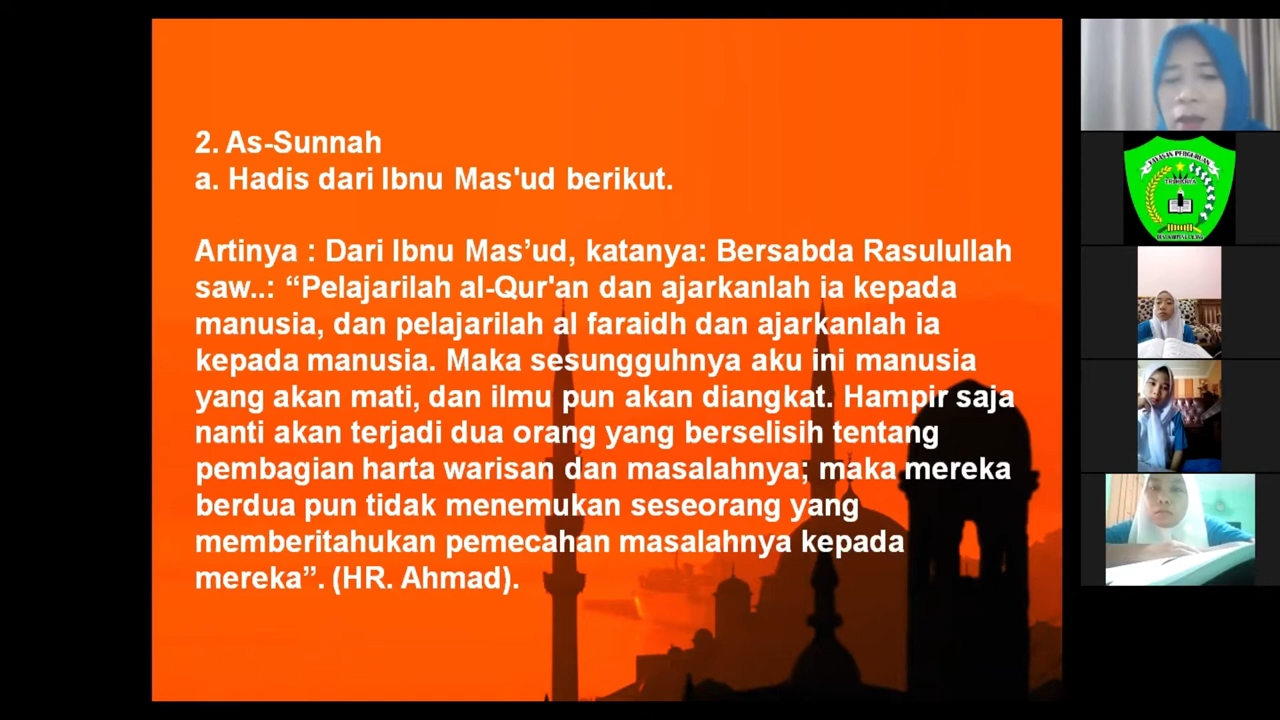 2. As-Sunnah
a. Hadis dari Ibnu Mas'ud berikut.
Artinya : Dari Ibnu Mas’ud, katanya: Bersabda Rasulullah
saw..: “Pelajarilah al-Qur'an dan ajarkanlah ia kepada
manusia, dan pelajarilah al faraidh dan ajarkanlah ia
kepada manusia. Maka sesungguhnya aku ini manusia
yang akan mati, dan ilmu pun akan diangkat. Hampir saja
nanti akan terjadi dua orang yang berselisih tentang
pembagian harta warisan dan masalahnya; maka mereka
berdua pun tidak menemukan seseorang yang
memberitahukan pemecahan masalahnya kepada
mereka”. (HR. Ahmad).
YAYASAN PERGURUAN